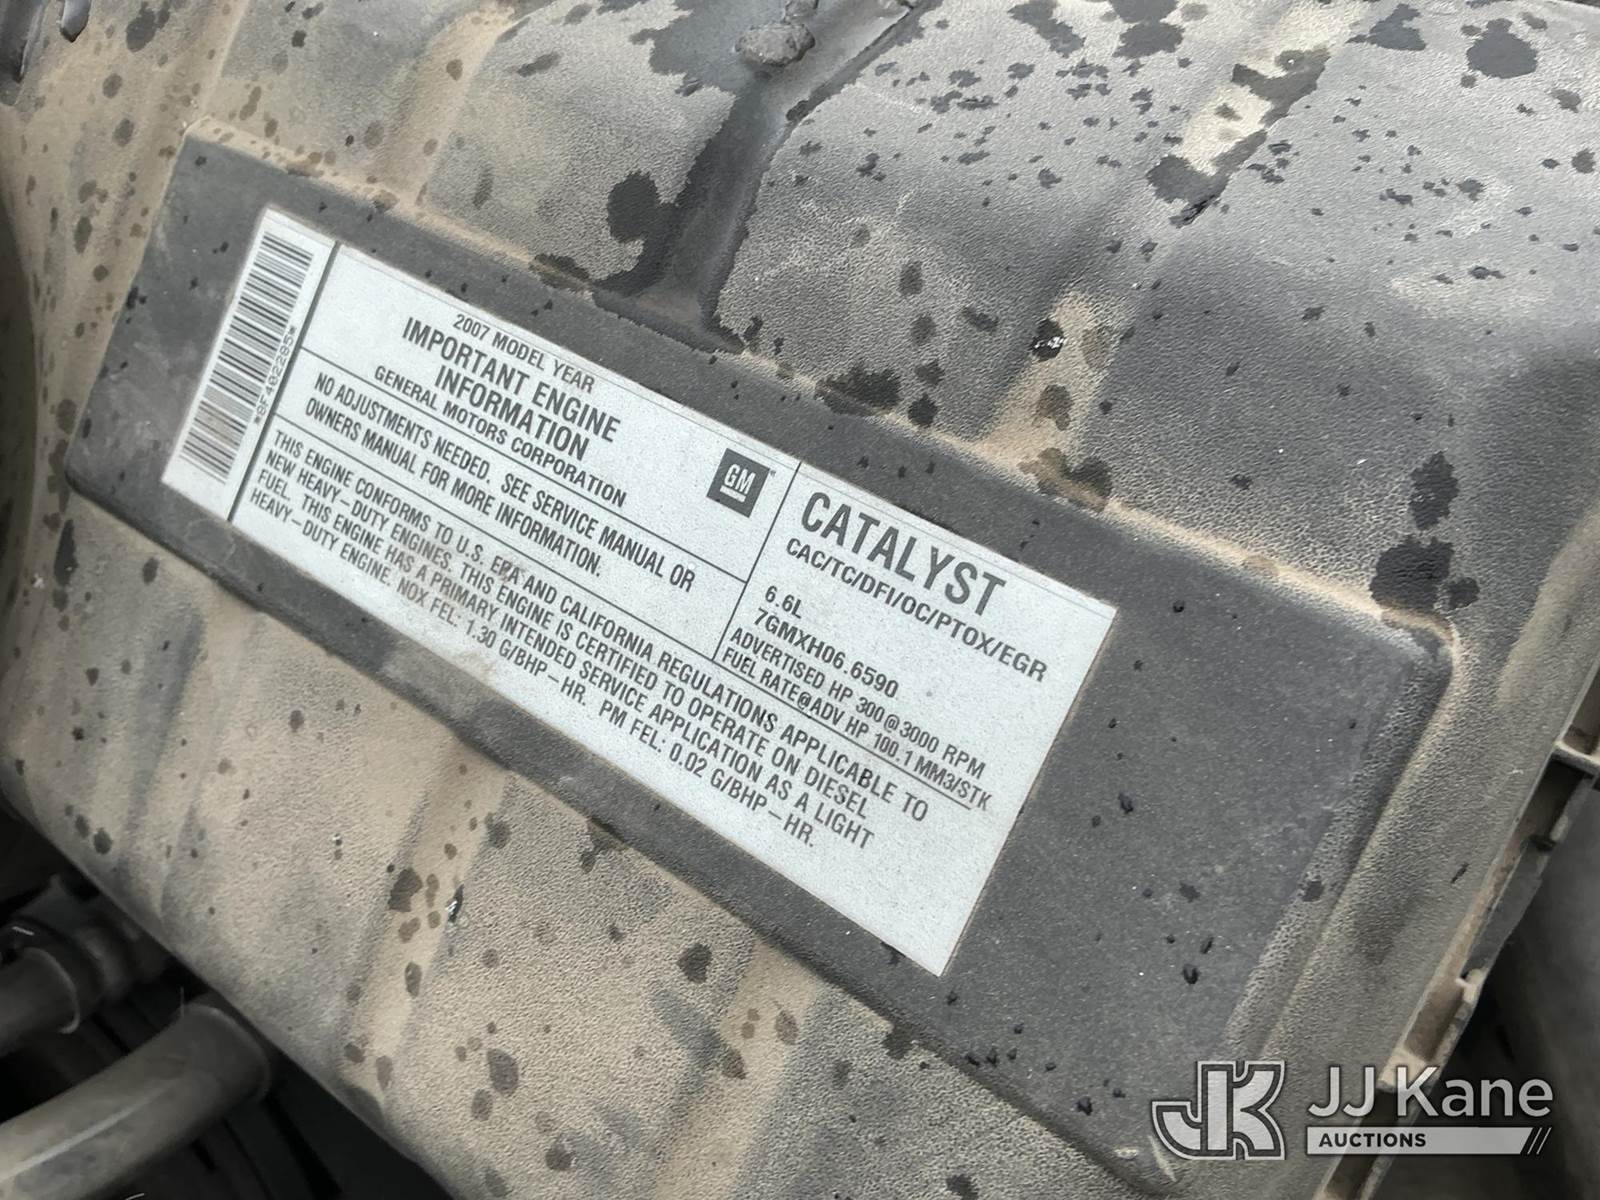 *8F402285*
2007 MODEL YEAR
IMPORTANT ENGINE
INFORMATION
GENERAL MOTORS CORPORATION
GM
NO ADJUSTMENTS NEEDED. SEE SERVICE MANUAL OR
OWNERS MANUAL FOR MORE INFORMATION.
CATALYST
CAC/TC/DFI/OC/PTOX/EGR
6.6L
7GMXH06.6590
ADVERTISED HP 300@3000 RPM
FUEL RATE@ADV HP 100.1 MM3/STK
THIS ENGINE CONFORMS TO U.S. EPA AND CALIFORNIA REGULATIONS APPLICABLE TO
NEW HEAVY-DUTY ENGINES. THIS ENGINE IS CERTIFIED TO OPERATE ON DIESEL
FUEL. THIS ENGINE HAS A PRIMARY INTENDED SERVICE APPLICATION AS A LIGHT
HEAVY-DUTY ENGINE. NOX FEL: 1.30 G/BHP-HR. PM FEL: 0.02 G/BHP-HR.
JK JJ Kane
AUCTIONS